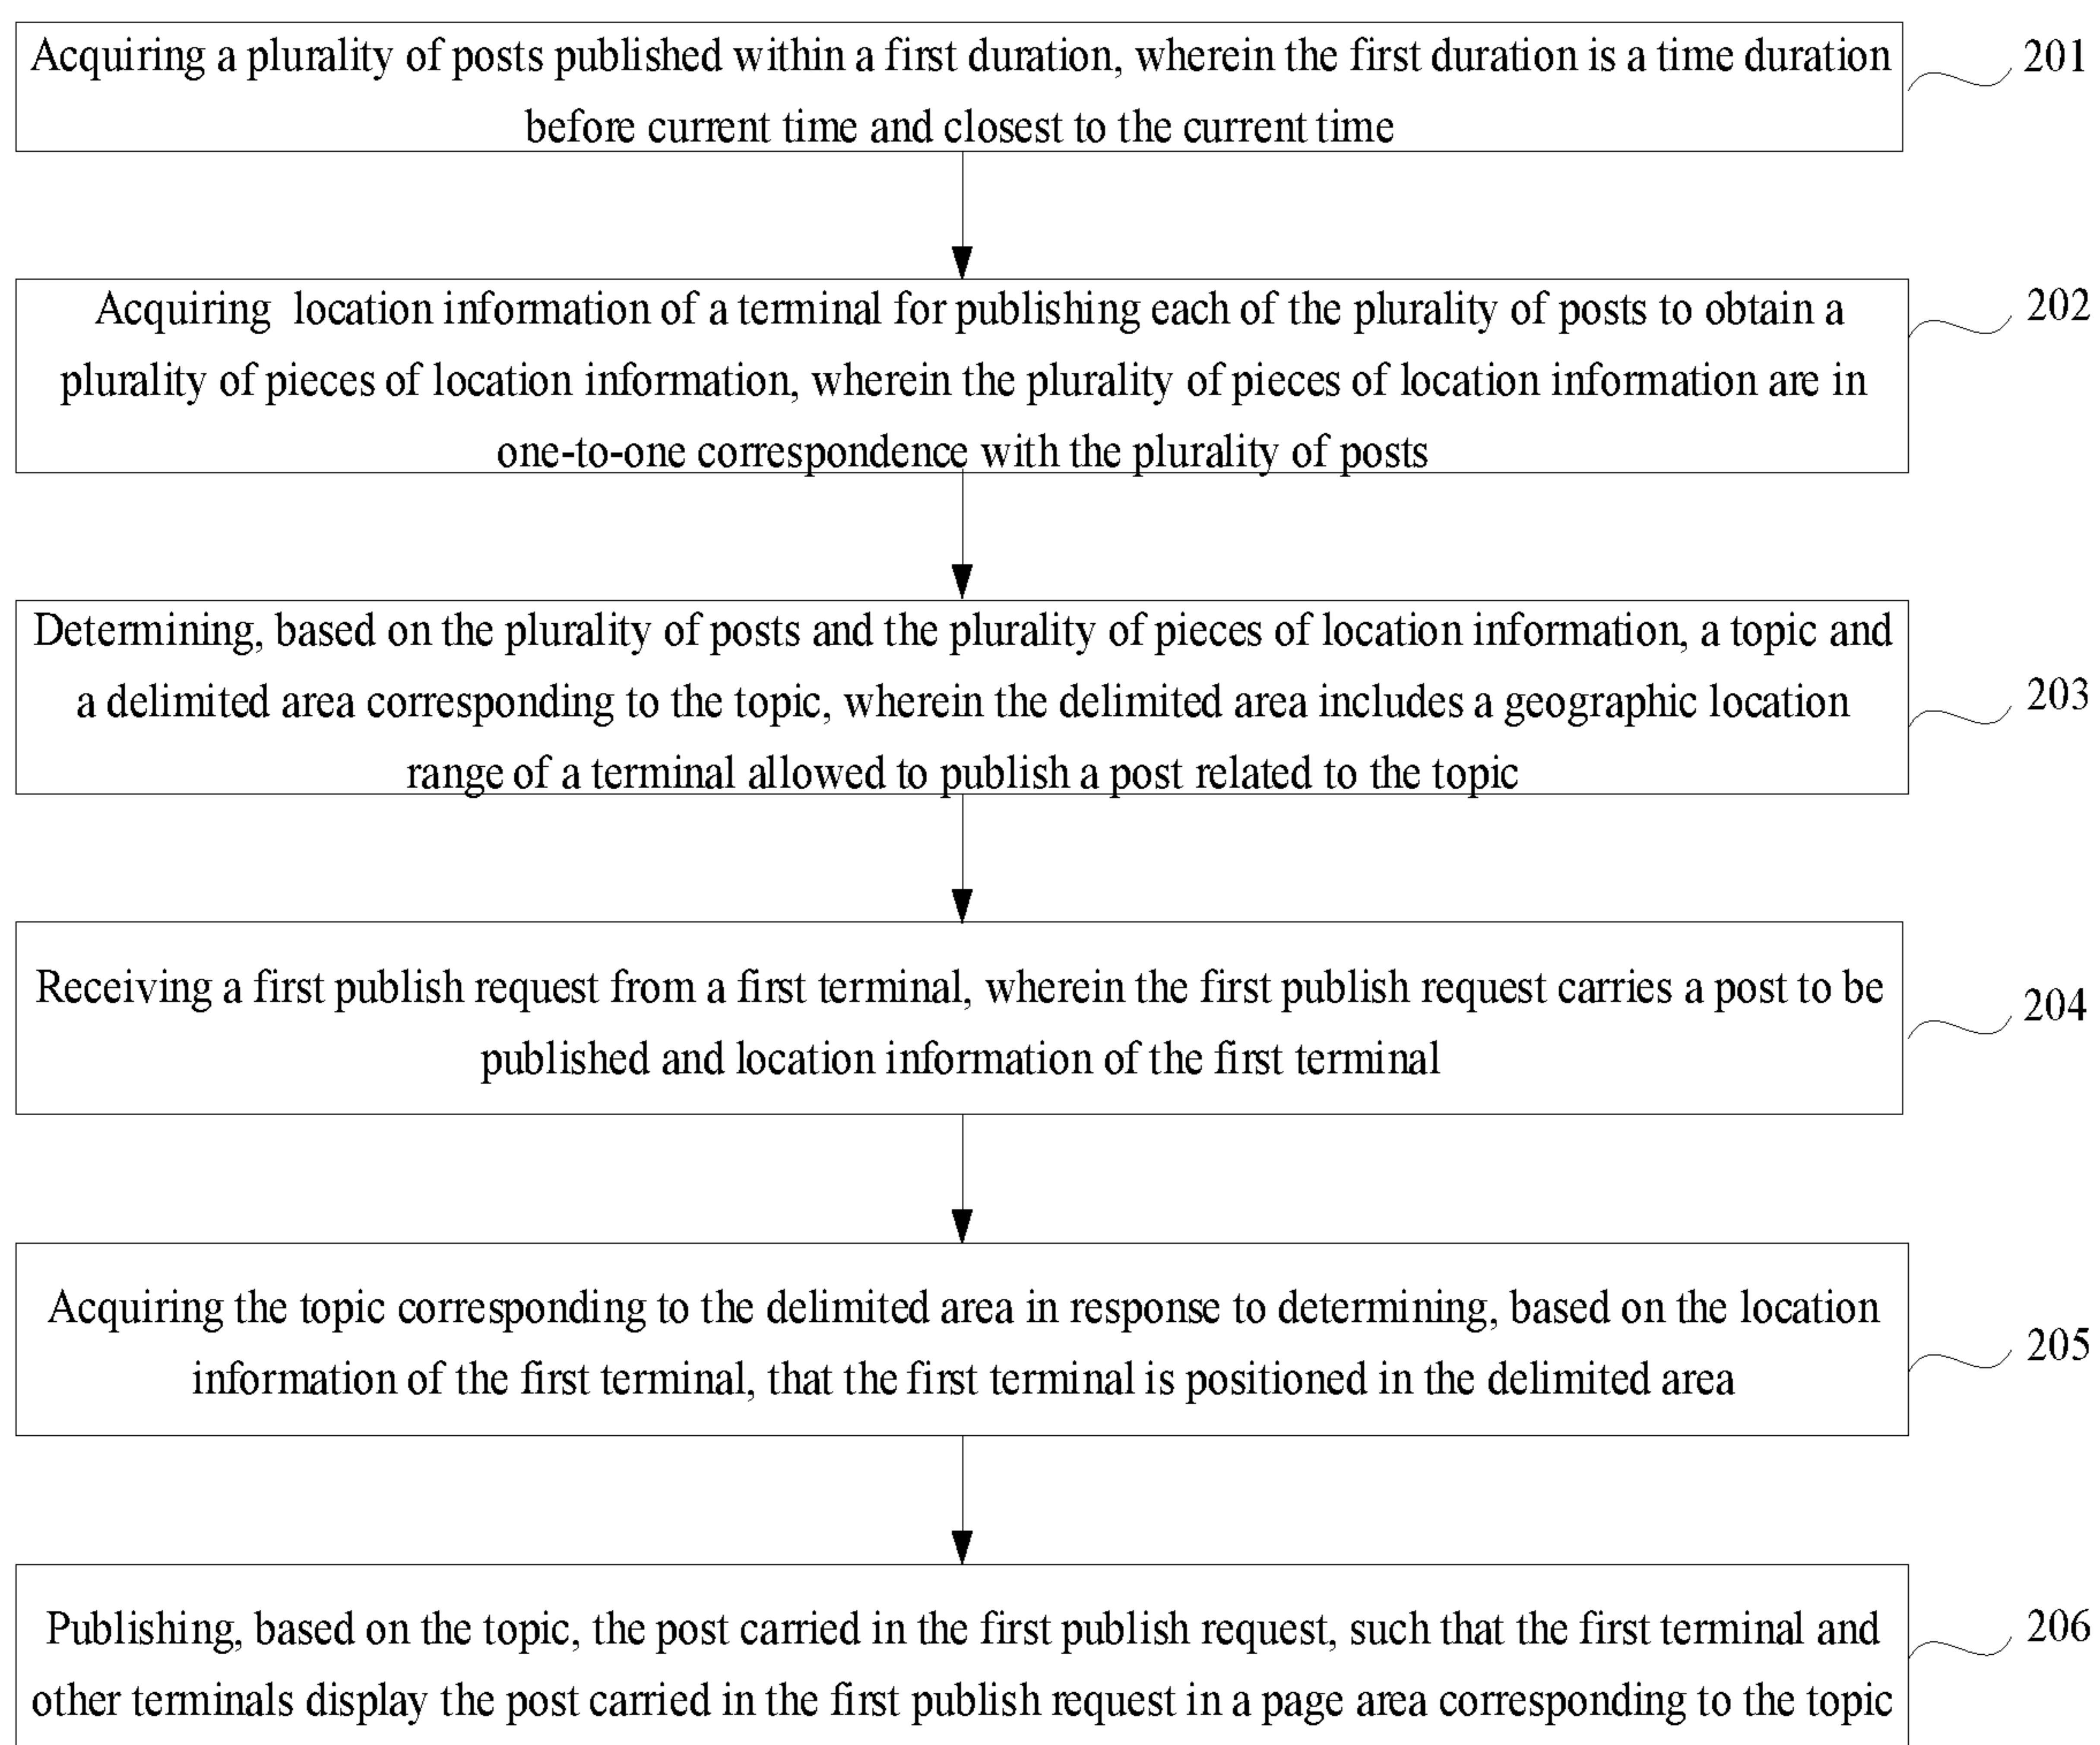 Acquiring a plurality of posts published within a first duration, wherein the first duration is a time duration
before current time and closest to the current time
201
Acquiring location information of a terminal for publishing each of the plurality of posts to obtain a
plurality of pieces of location information, wherein the plurality of pieces of location information are in
one-to-one correspondence with the plurality of posts
202
Determining, based on the plurality of posts and the plurality of pieces of location information, a topic and
a delimited area corresponding to the topic, wherein the delimited area includes a geographic location
range of a terminal allowed to publish a post related to the topic
203
Receiving a first publish request from a first terminal, wherein the first publish request carries a post to be
published and location information of the first terminal
204
Acquiring the topic corresponding to the delimited area in response to determining, based on the location
information of the first terminal, that the first terminal is positioned in the delimited area
205
Publishing, based on the topic, the post carried in the first publish request, such that the first terminal and
other terminals display the post carried in the first publish request in a page area corresponding to the topic
206